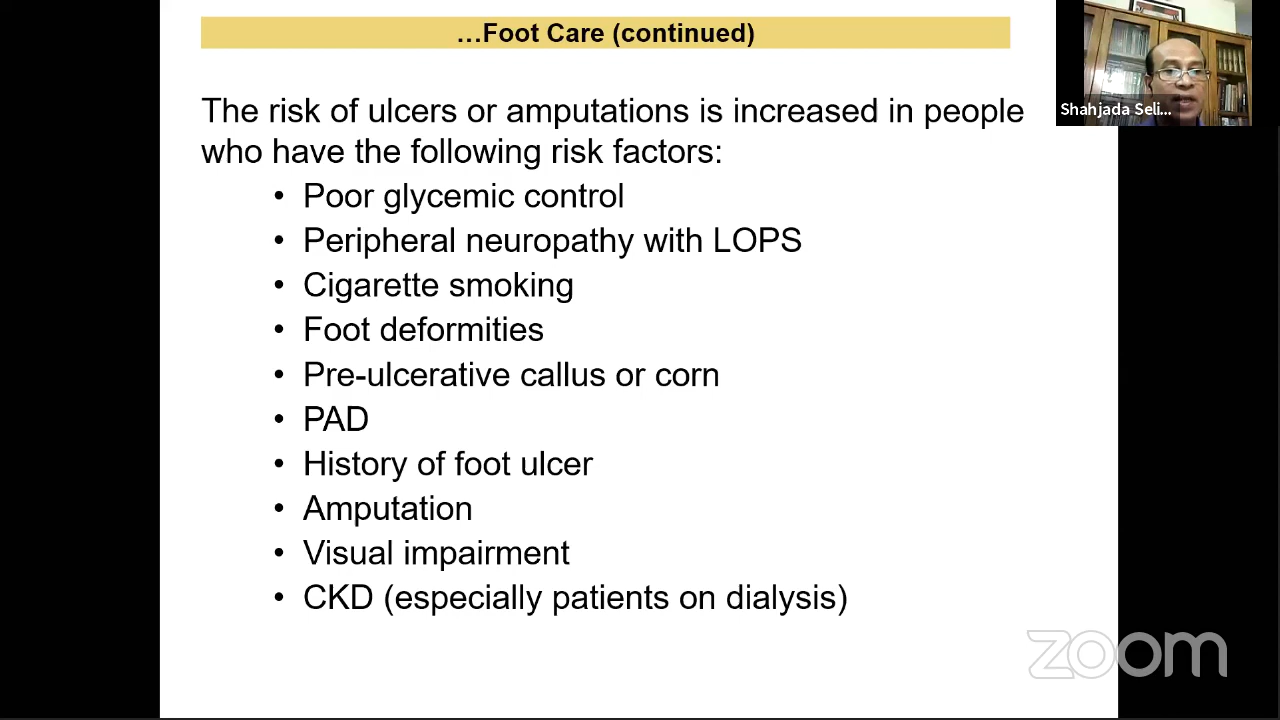 ...Foot Care (continued)
Shahjada Seli...
The risk of ulcers or amputations is increased in people
who have the following risk factors:
• Poor glycemic control
• Peripheral neuropathy with LOPS
• Cigarette smoking
• Foot deformities
• Pre-ulcerative callus or corn
• PAD
• History of foot ulcer
• Amputation
• Visual impairment
• CKD (especially patients on dialysis)
zoom